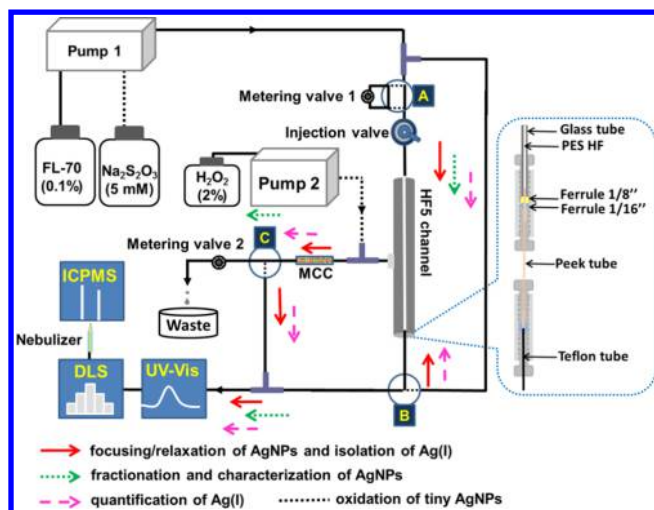 Pump 1
Metering valve 1
A
Injection valve
FL-70
(0.1%)
Na₂S₂O₃
(5 mM)
H₂O₂
(2%)
Pump 2
HF5 channel
Glass tube
PES HF
Ferrule 1/8’’
Ferrule 1/16’’
Peek tube
Teflon tube
Metering valve 2
C
MCC
Waste
ICPMS
Nebulizer
DLS
UV-Vis
B
focusing/relaxation of AgNPs and isolation of Ag(I)
fractionation and characterization of AgNPs
quantification of Ag(I)
oxidation of tiny AgNPs